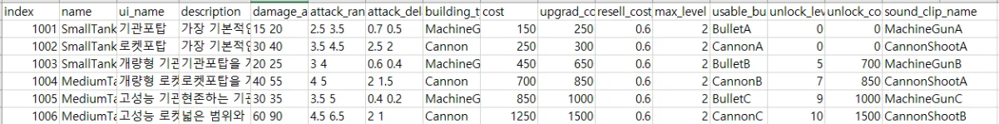 index name ui_name description damage_a attack_ran attack_del building_t cost upgrad_co resell_cost max_level usable_bu unlock_lev unlock_co sound_clip_name
1001 SmallTank 기관포탑 가장 기본적인 15 20 2.5 3.5 0.7 0.5 MachineG 150 250 0.6 2 BulletA 0 0 MachineGunA
1002 SmallTank 로켓포탑 가장 기본적인 30 40 3.5 4.5 2.5 2 Cannon 250 300 0.6 2 CannonA 0 0 CannonShootA
1003 SmallTank 개량형 기관 기관포탑을 20 25 3 4 0.6 0.4 MachineG 450 650 0.6 2 BulletB 5 700 MachineGunB
1004 MediumTa 개량형 로켓 로켓포탑을 40 55 4 5 2 1.5 Cannon 700 850 0.6 2 CannonB 7 850 CannonShootA
1005 MediumTa 고성능 기관 현존하는 기관 30 35 3.5 5 0.4 0.2 MachineG 850 1000 0.6 2 BulletC 9 1000 MachineGunC
1006 MediumTa 고성능 로켓 넓은 범위와 60 90 4.5 6.5 2 1 Cannon 1250 1500 0.6 2 CannonC 10 1500 CannonShootB